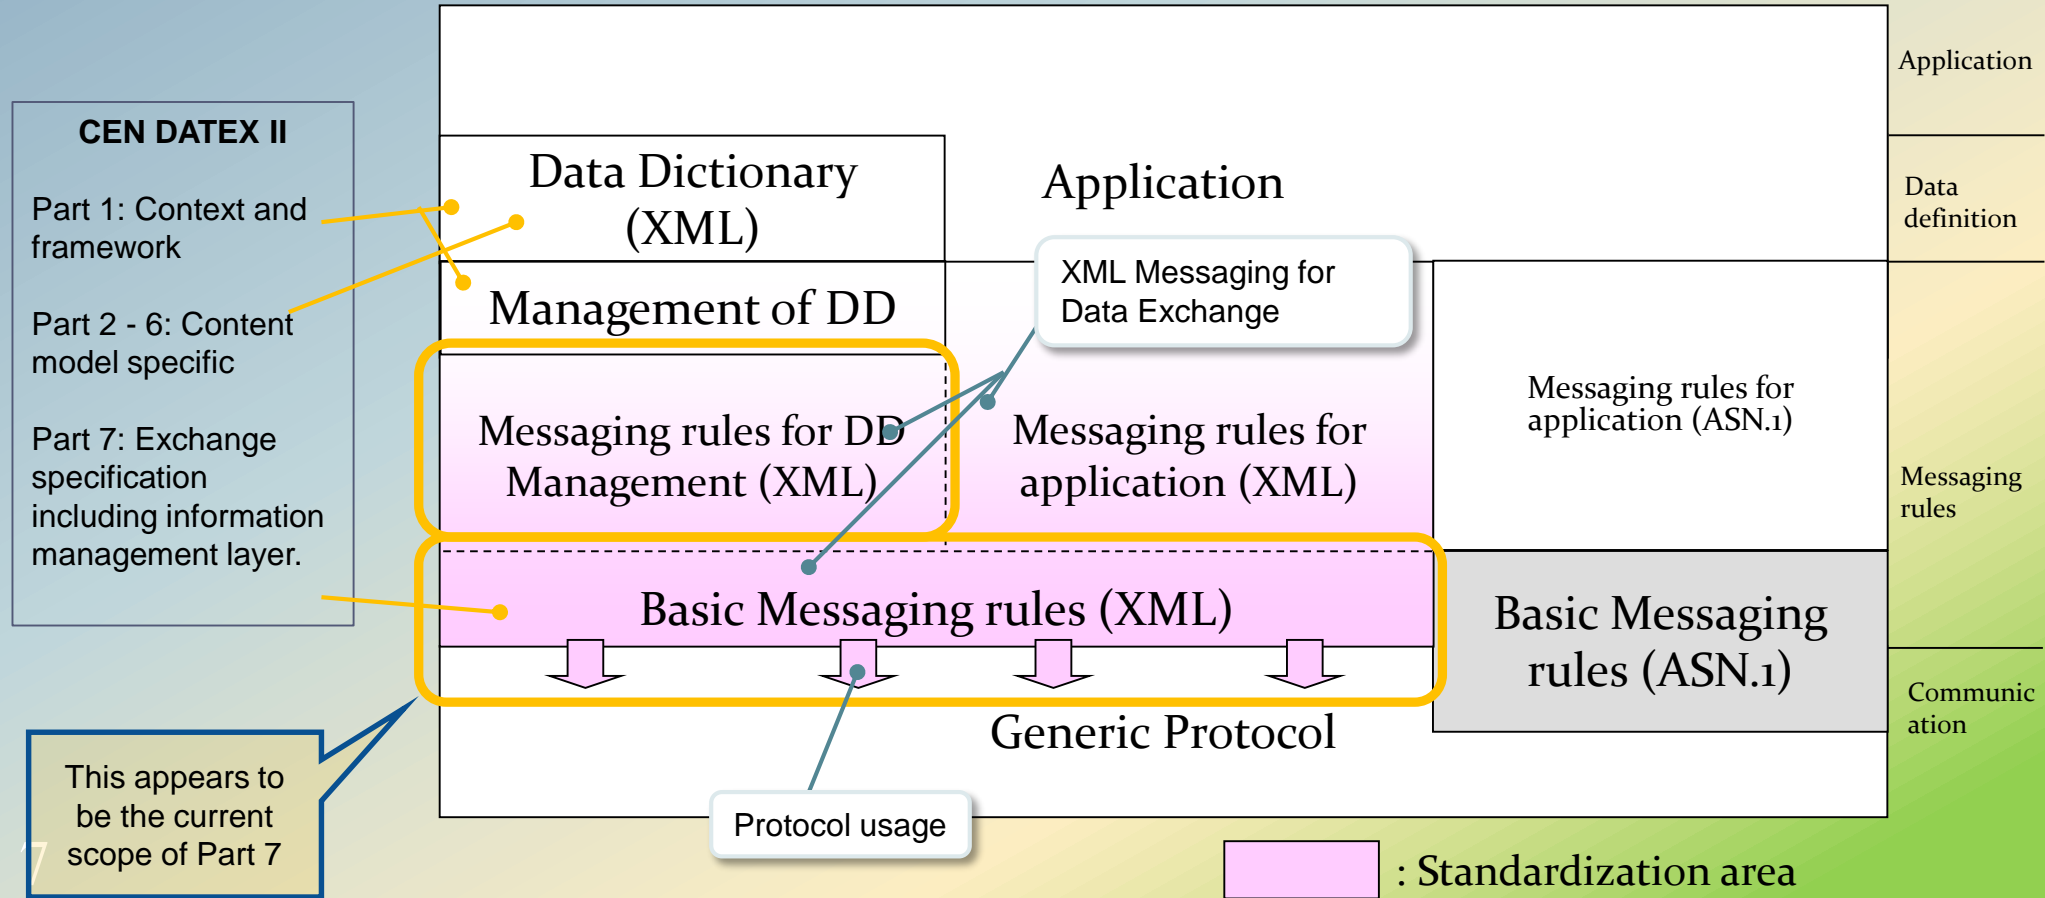 CEN DATEX II
Part 1: Context and
framework
Part 2 - 6: Content
model specific
Part 7: Exchange
specification
including information
management layer.
This appears to
be the current
scope of Part 7
7
Data Dictionary
(XML)
Management of DD
Messaging rules for DD
Management (XML)
Application
XML Messaging for
Data Exchange
Messaging rules for
application (XML)
Messaging rules for
application (ASN.1)
Basic Messaging rules (XML)
Basic Messaging
rules (ASN.1)
Generic Protocol
Protocol usage
: Standardization area
Application
Data
definition
Messaging
rules
Communic
ation